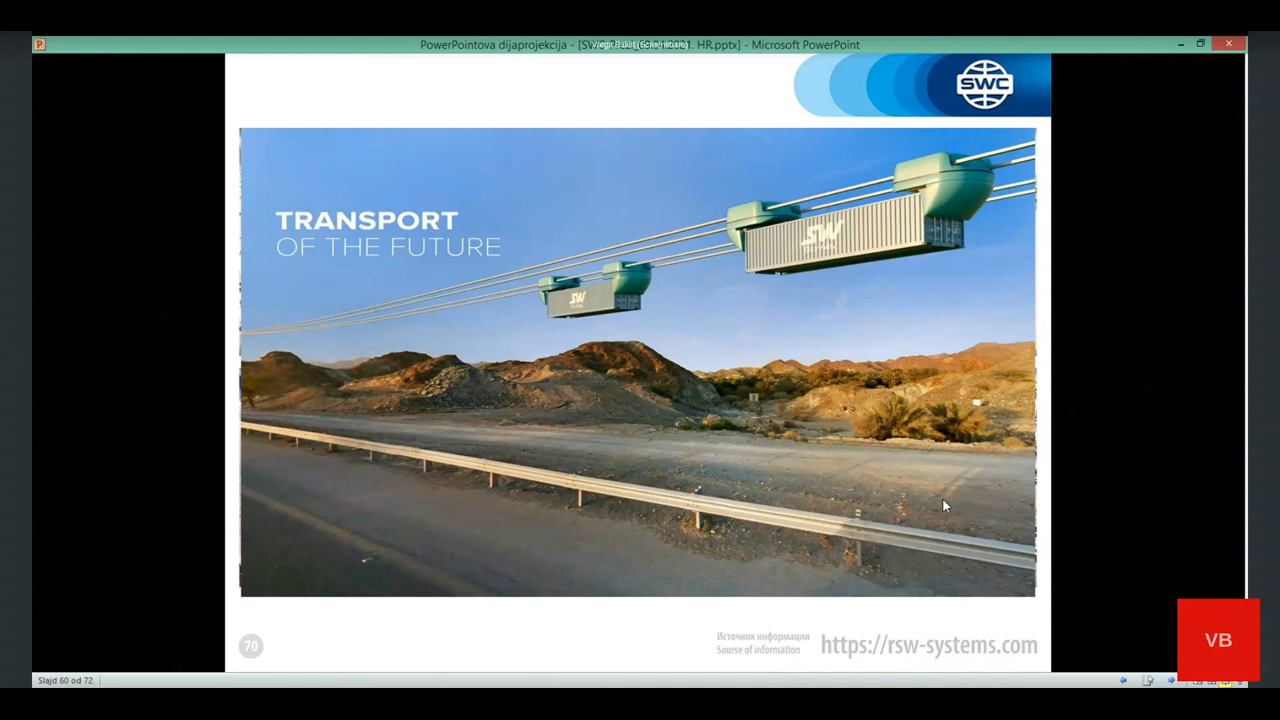 PowerPointova dijaprojekcija - [SW
1. HR.pptx] - Microsoft PowerPoint
SWC
TRANSPORT
OF THE FUTURE
SW
SW
70
Источник информации
Sourse of information
https://rsw-systems.com
VB
Slajd 60 od 72